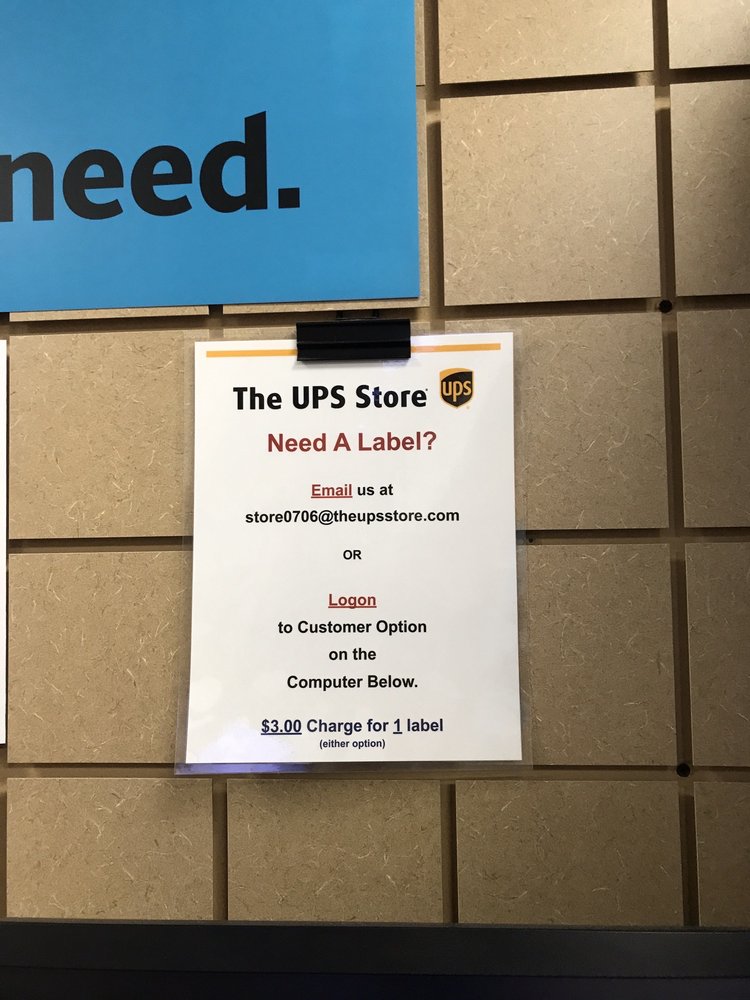 need.
The UPS Store
ups
Need A Label?
Email us at
store0706@theupsstore.com
OR
Logon
to Customer Option
on the
Computer Below.
$3.00 Charge for 1 label
(either option)